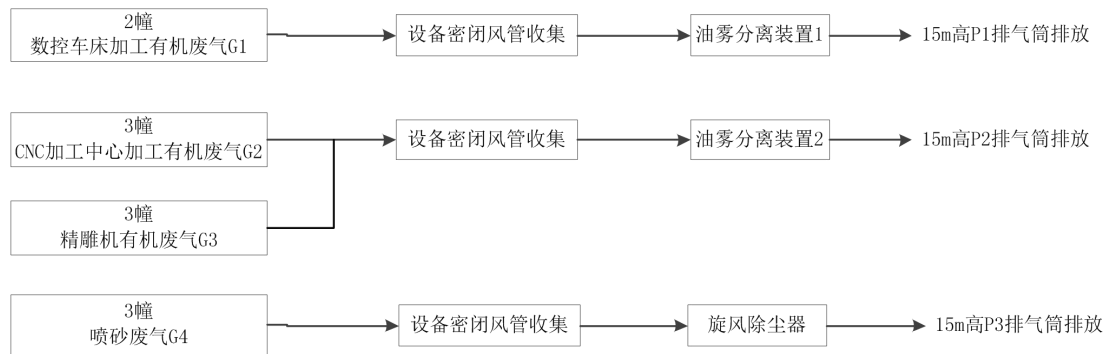 2幢
数控车床加工有机废气G1
设备密闭风管收集
油雾分离装置1
15m高P1排气筒排放
3幢
CNC加工中心加工有机废气G2
设备密闭风管收集
油雾分离装置2
15m高P2排气筒排放
3幢
精雕机有机废气G3
3幢
喷砂废气G4
设备密闭风管收集
旋风除尘器
15m高P3排气筒排放